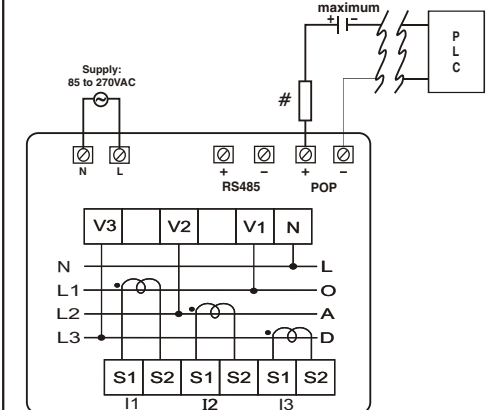 maximum
+ −
P
L
C
Supply:
85 to 270VAC
#
N L + − + −
RS485 POP
V3 V2 V1 N
N L
L1 O
L2 A
L3 D
S1 S2 S1 S2 S1 S2
I1 I2 I3